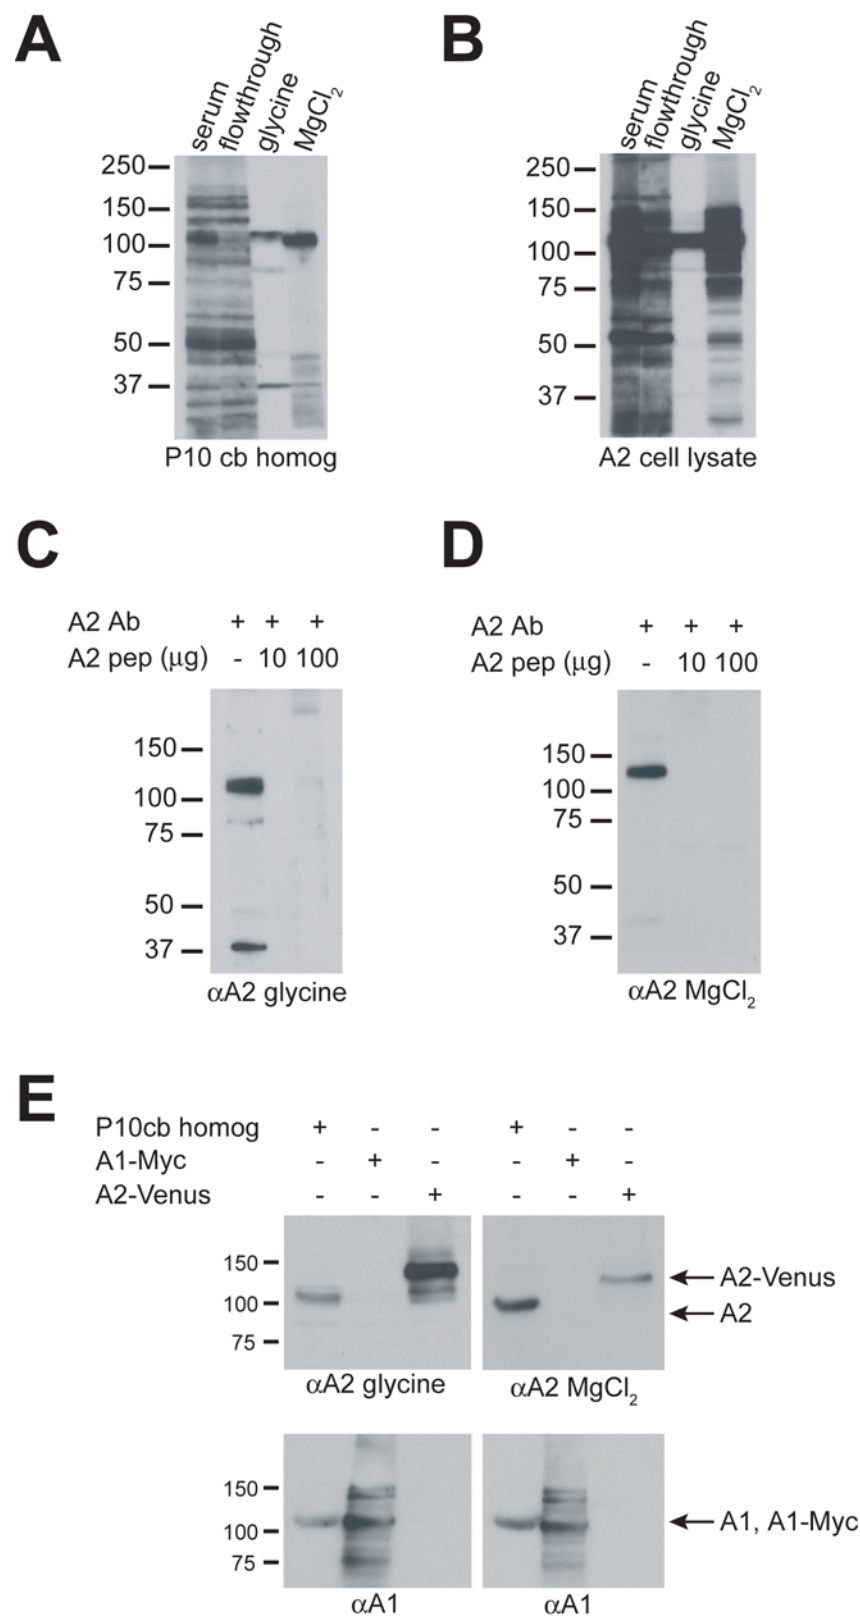 A
serum flowthrough glycine MgCl₂
250
150
100
75
50
37
P10 cb homog
B
serum flowthrough glycine MgCl₂
250
150
100
75
50
37
A2 cell lysate
C
A2 Ab + + +
A2 pep (μg) - 10 100
150
100
75
50
37
αA2 glycine
D
A2 Ab + + +
A2 pep (μg) - 10 100
150
100
75
50
37
αA2 MgCl₂
E
P10cb homog + - - + - -
A1-Myc - + - - + -
A2-Venus - - + - - +
150
100
75
A2-Venus
A2
αA2 glycine αA2 MgCl₂
150
100
75
A1, A1-Myc
αA1 αA1